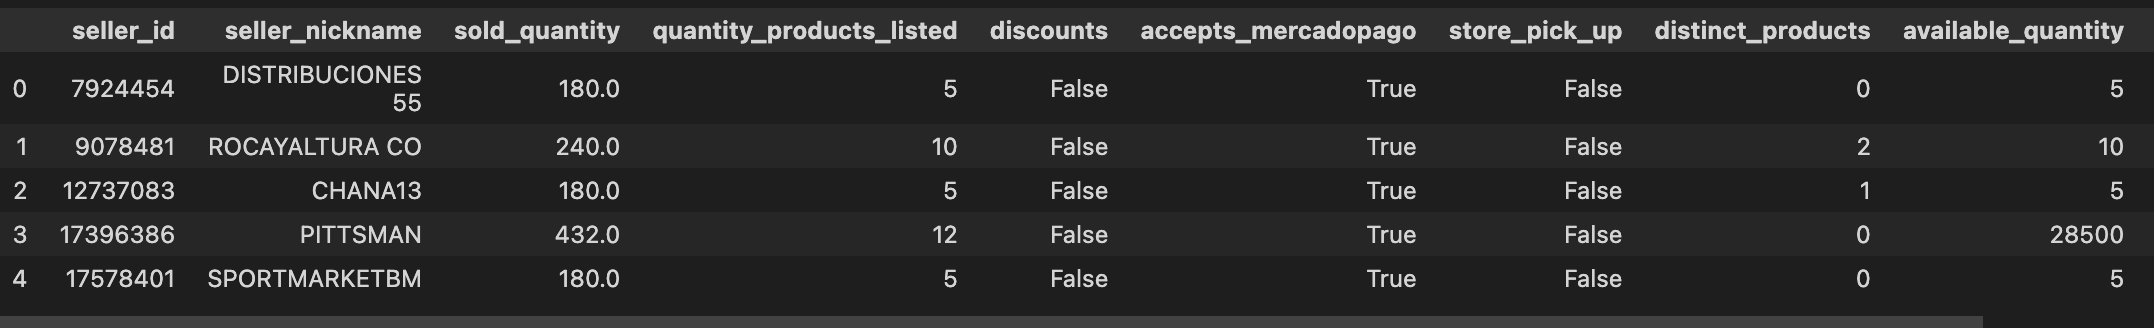 seller_id seller_nickname sold_quantity quantity_products_listed discounts accepts_mercadopago store_pick_up distinct_products available_quantity
0 7924454 DISTRIBUCIONES 180.0 5 False True False 0 5
55
1 9078481 ROCAYALTURA CO 240.0 10 False True False 2 10
2 12737083 CHANA13 180.0 5 False True False 1 5
3 17396386 PITTSMAN 432.0 12 False True False 0 28500
4 17578401 SPORTMARKETBM 180.0 5 False True False 0 5